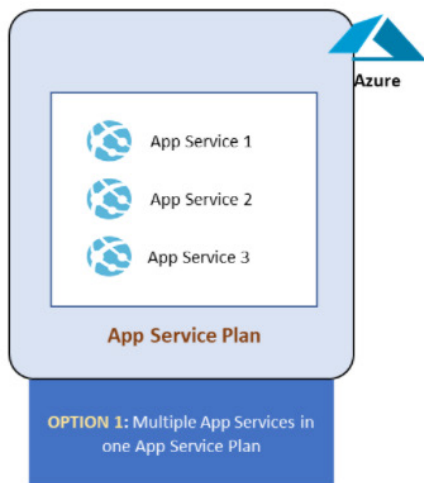 Azure
App Service 1
App Service 2
App Service 3
App Service Plan
OPTION 1: Multiple App Services in
one App Service Plan